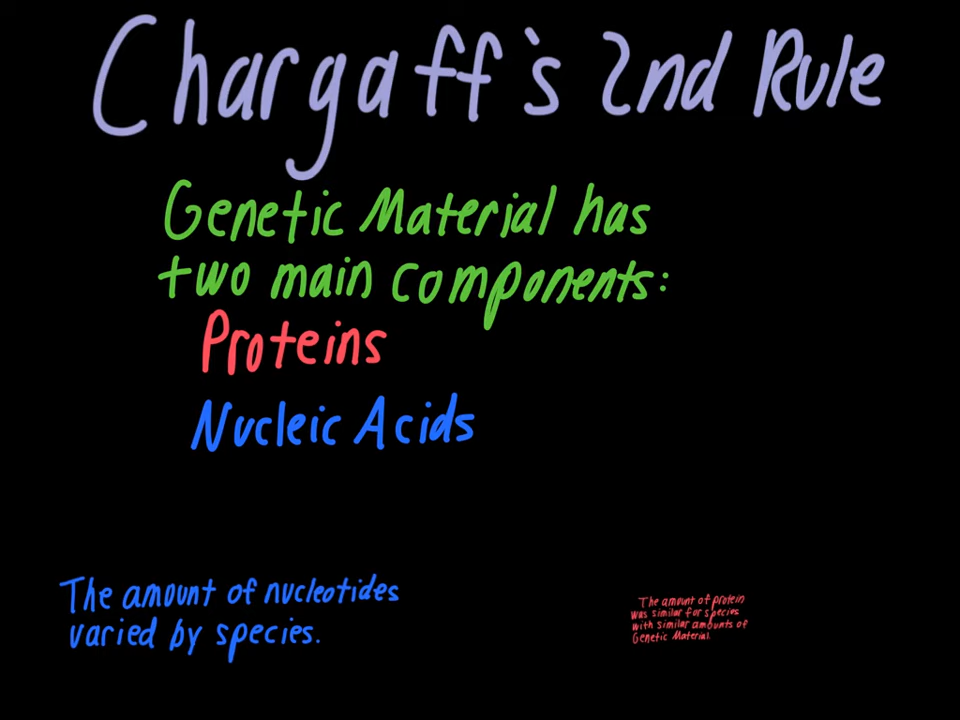 Chargaff's 2nd Rule
Genetic Material has
two main components:
Proteins
Nucleic Acids
The amount of nucleotides
varied by species.
The amount of protein
was similar for species
with similar amounts of
Genetic Material.